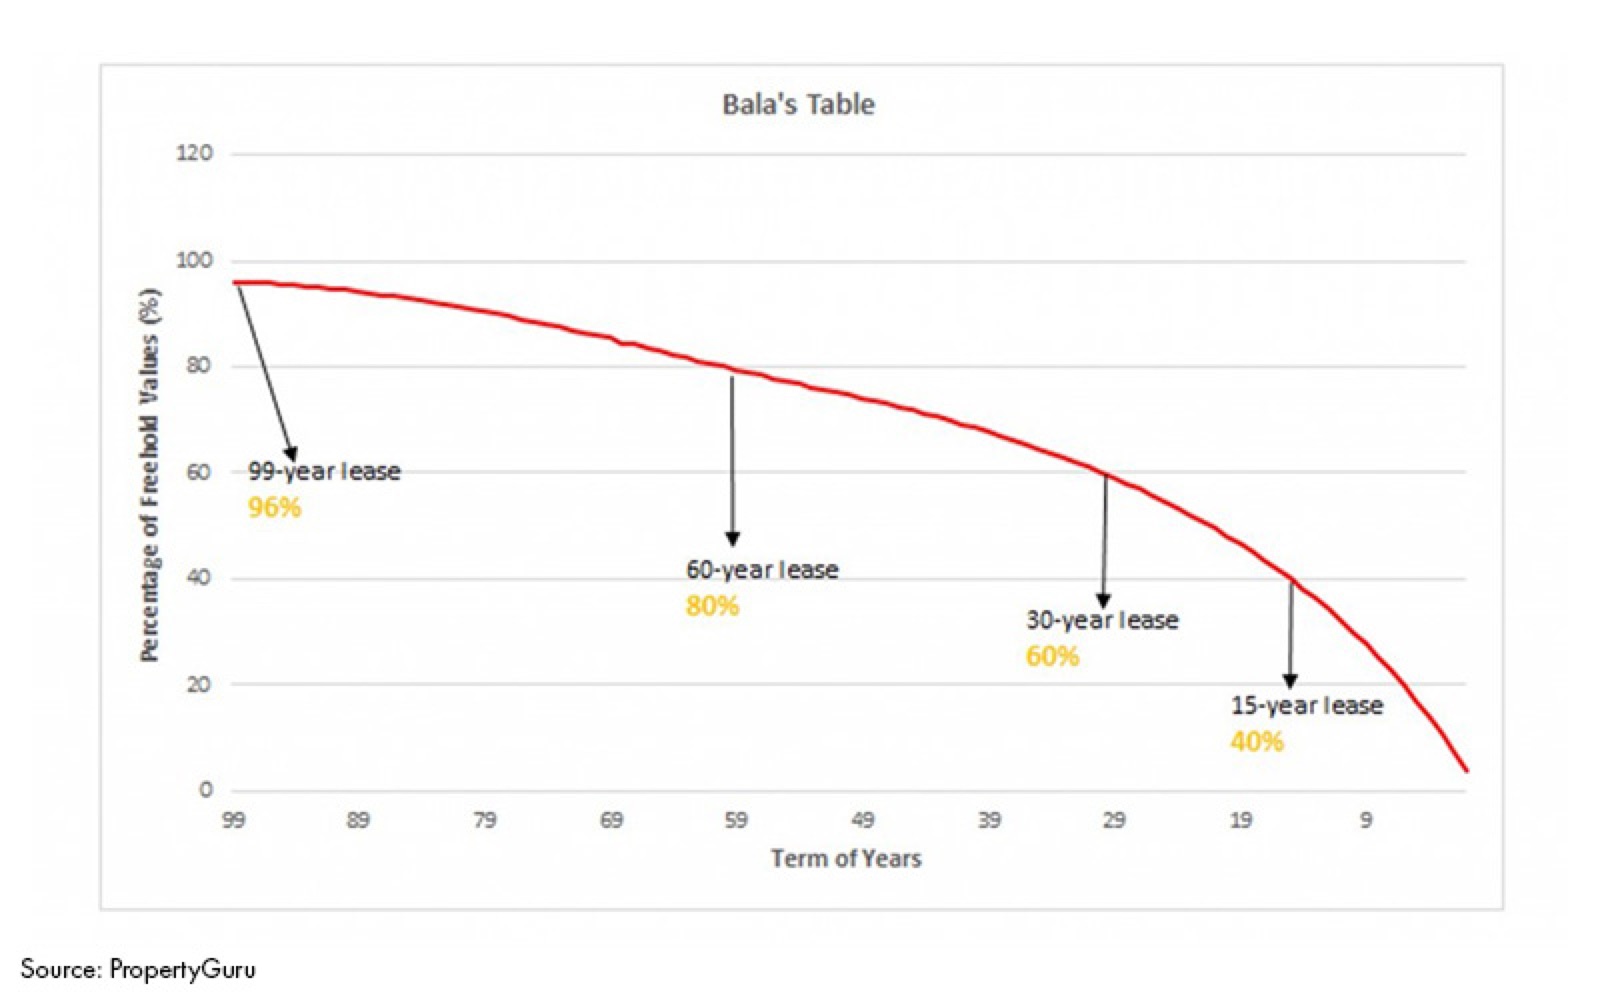 Bala's Table
Percentage of Freehold Values (%)
120
100
80
60
40
20
0
99-year lease
96%
60-year lease
80%
30-year lease
60%
15-year lease
40%
99 89 79 69 59 49 39 29 19 9
Term of Years
Source: PropertyGuru